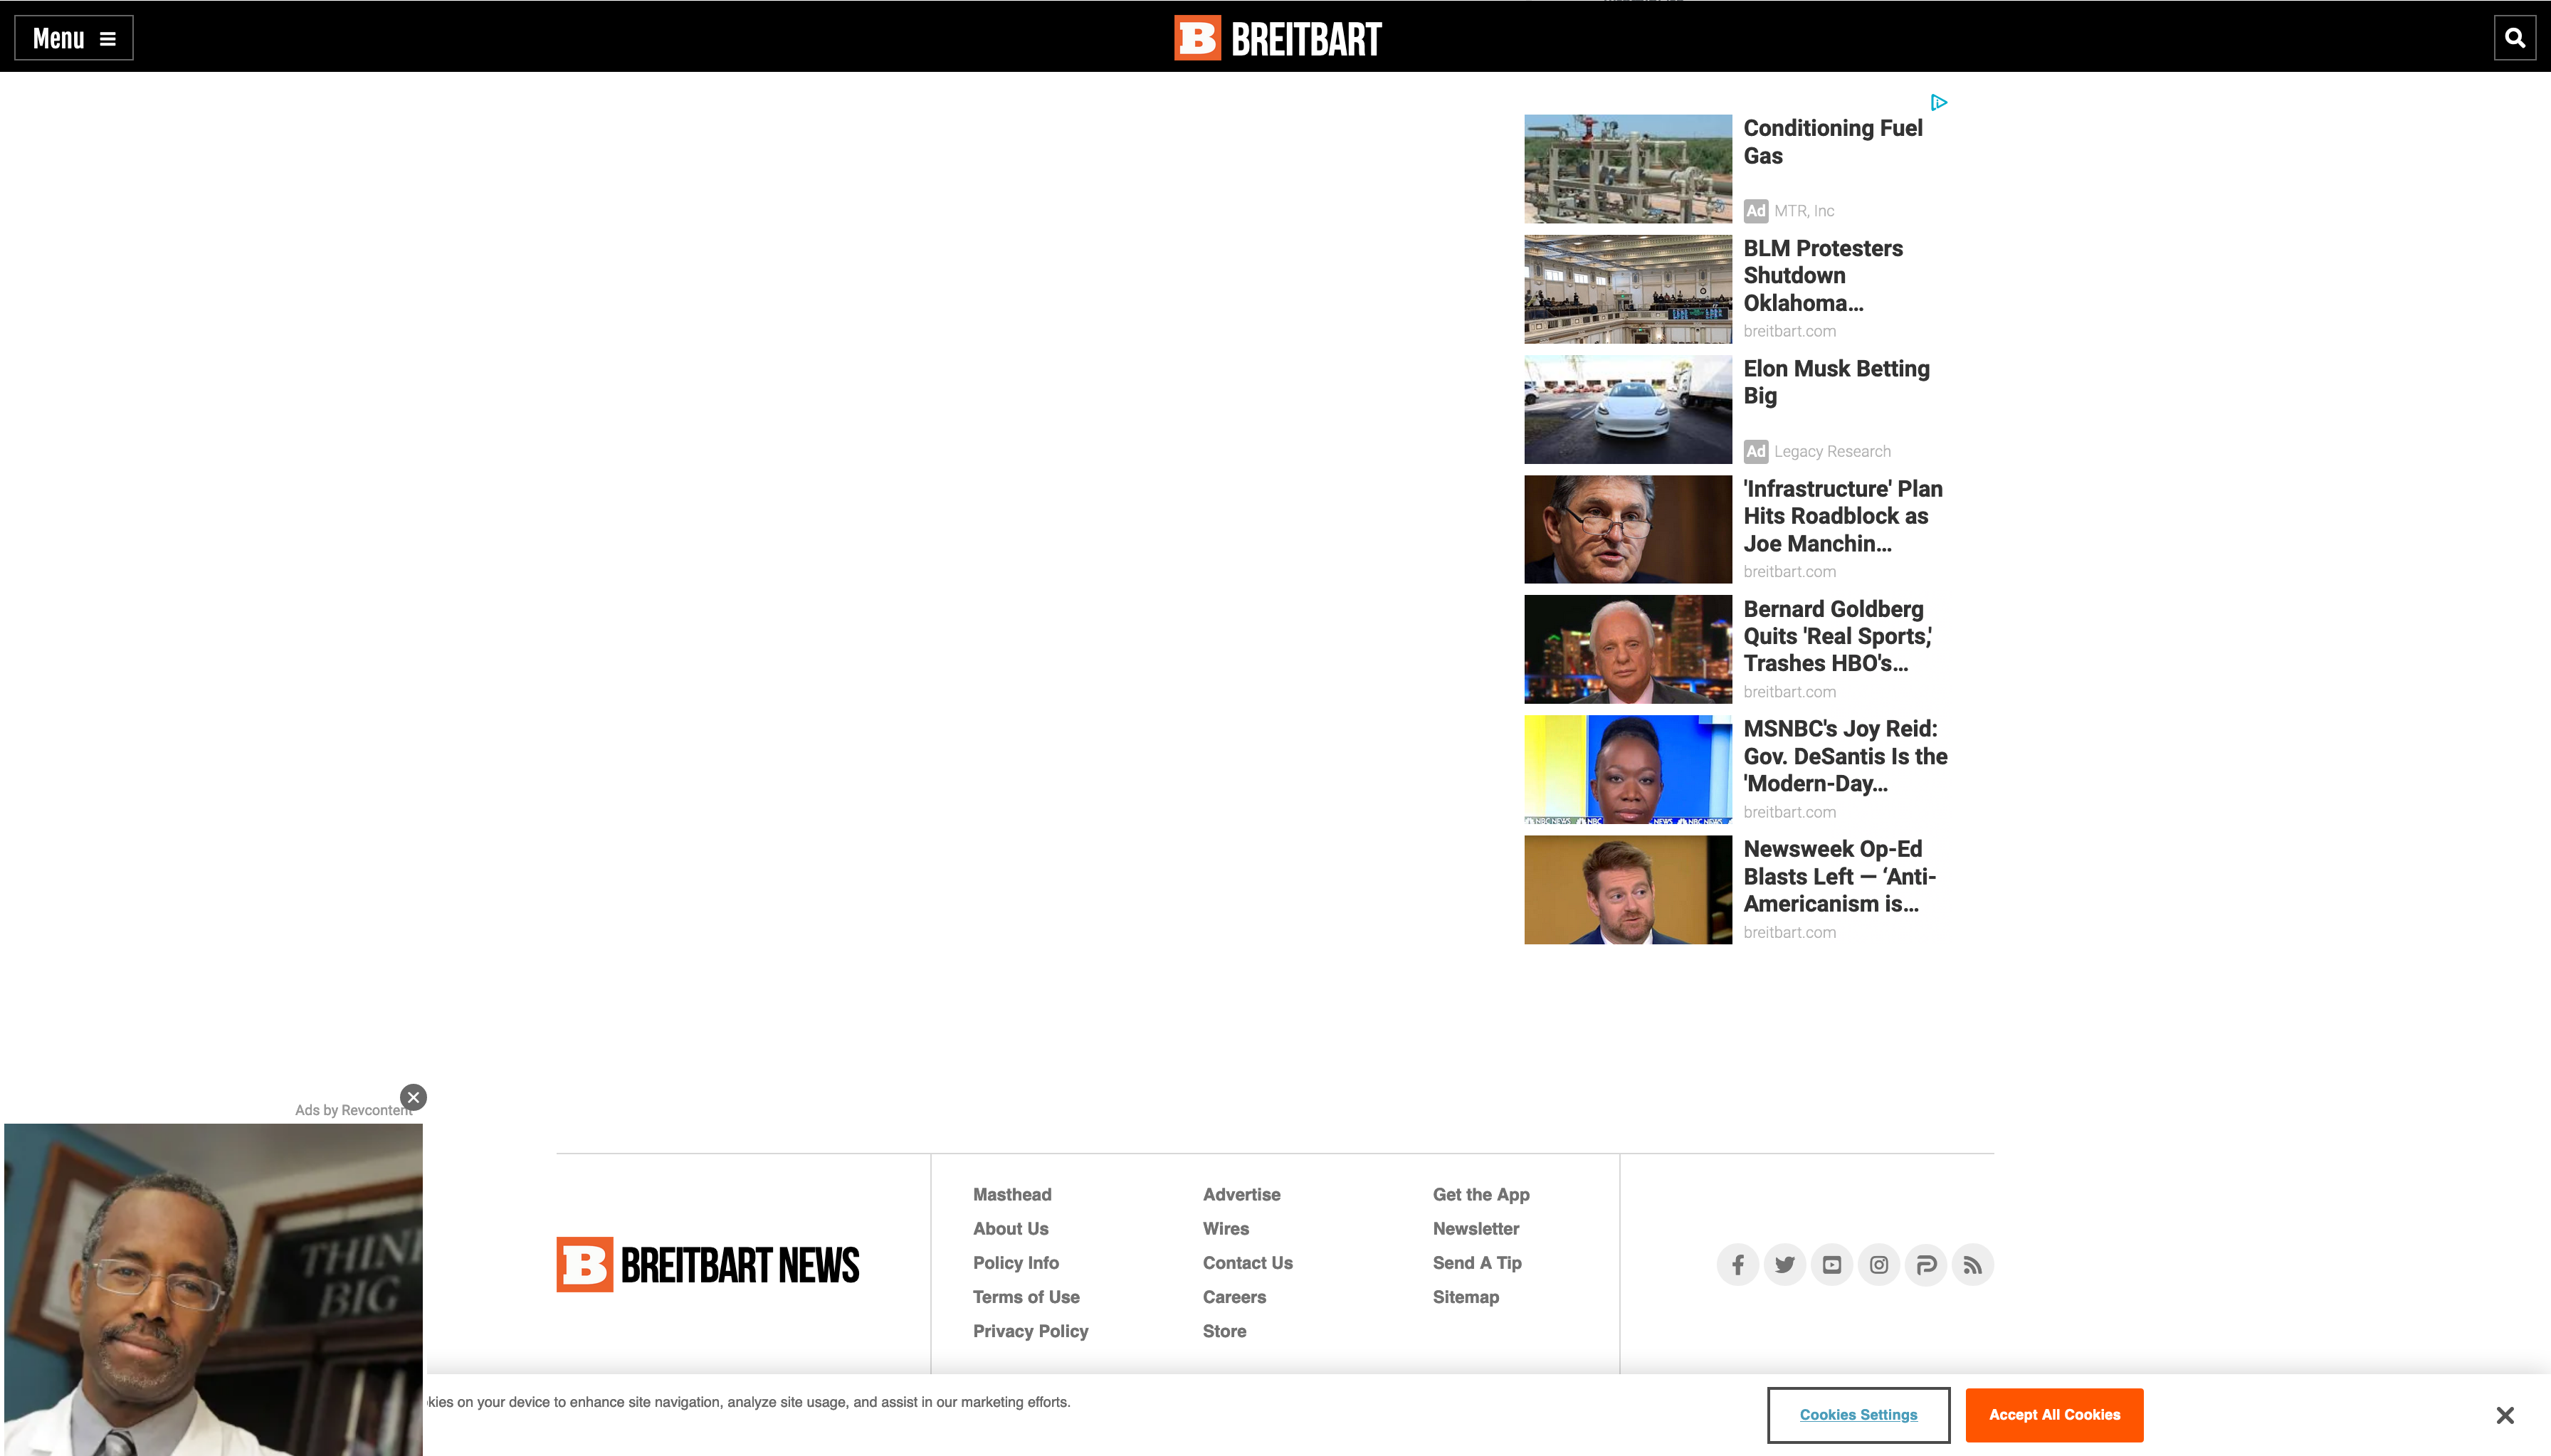 Menu
BREITBART
Conditioning Fuel
Gas
Ad MTR, Inc
BLM Protesters
Shutdown
Oklahoma...
breitbart.com
Elon Musk Betting
Big
Ad Legacy Research
'Infrastructure' Plan
Hits Roadblock as
Joe Manchin...
breitbart.com
Bernard Goldberg
Quits 'Real Sports,'
Trashes HBO's...
breitbart.com
MSNBC's Joy Reid:
Gov. DeSantis Is the
'Modern-Day...
breitbart.com
Newsweek Op-Ed
Blasts Left — ‘Anti-
Americanism is...
breitbart.com
Ads by Revcontent
THINK
BIG
B BREITBART NEWS
Masthead
About Us
Policy Info
Terms of Use
Privacy Policy
Advertise
Wires
Contact Us
Careers
Store
Get the App
Newsletter
Send A Tip
Sitemap
kies on your device to enhance site navigation, analyze site usage, and assist in our marketing efforts.
Cookies Settings
Accept All Cookies